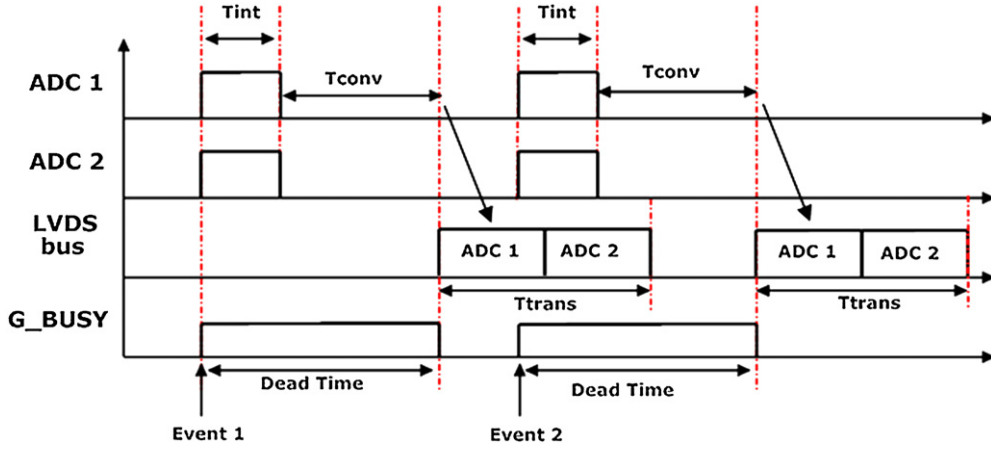 Tint
Tint
ADC 1
Tconv
Tconv
ADC 2
LVDS
bus
ADC 1
ADC 2
ADC 1
ADC 2
Ttrans
Ttrans
G_BUSY
Dead Time
Dead Time
Event 1
Event 2